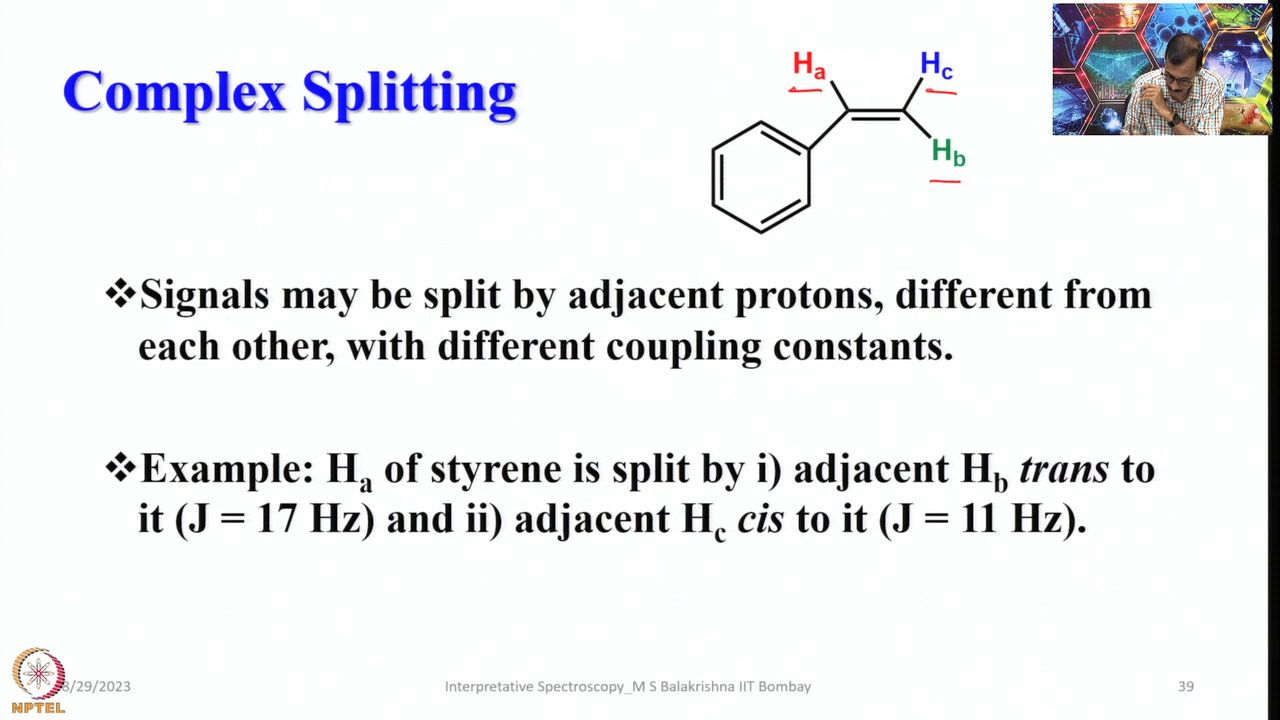 Complex Splitting
Ha
Hc
Hb
❖Signals may be split by adjacent protons, different from
each other, with different coupling constants.
❖Example: Ha of styrene is split by i) adjacent Hb trans to
it (J = 17 Hz) and ii) adjacent Hc cis to it (J = 11 Hz).
8/29/2023
Interpretative Spectroscopy_M S Balakrishna IIT Bombay
39
NPTEL